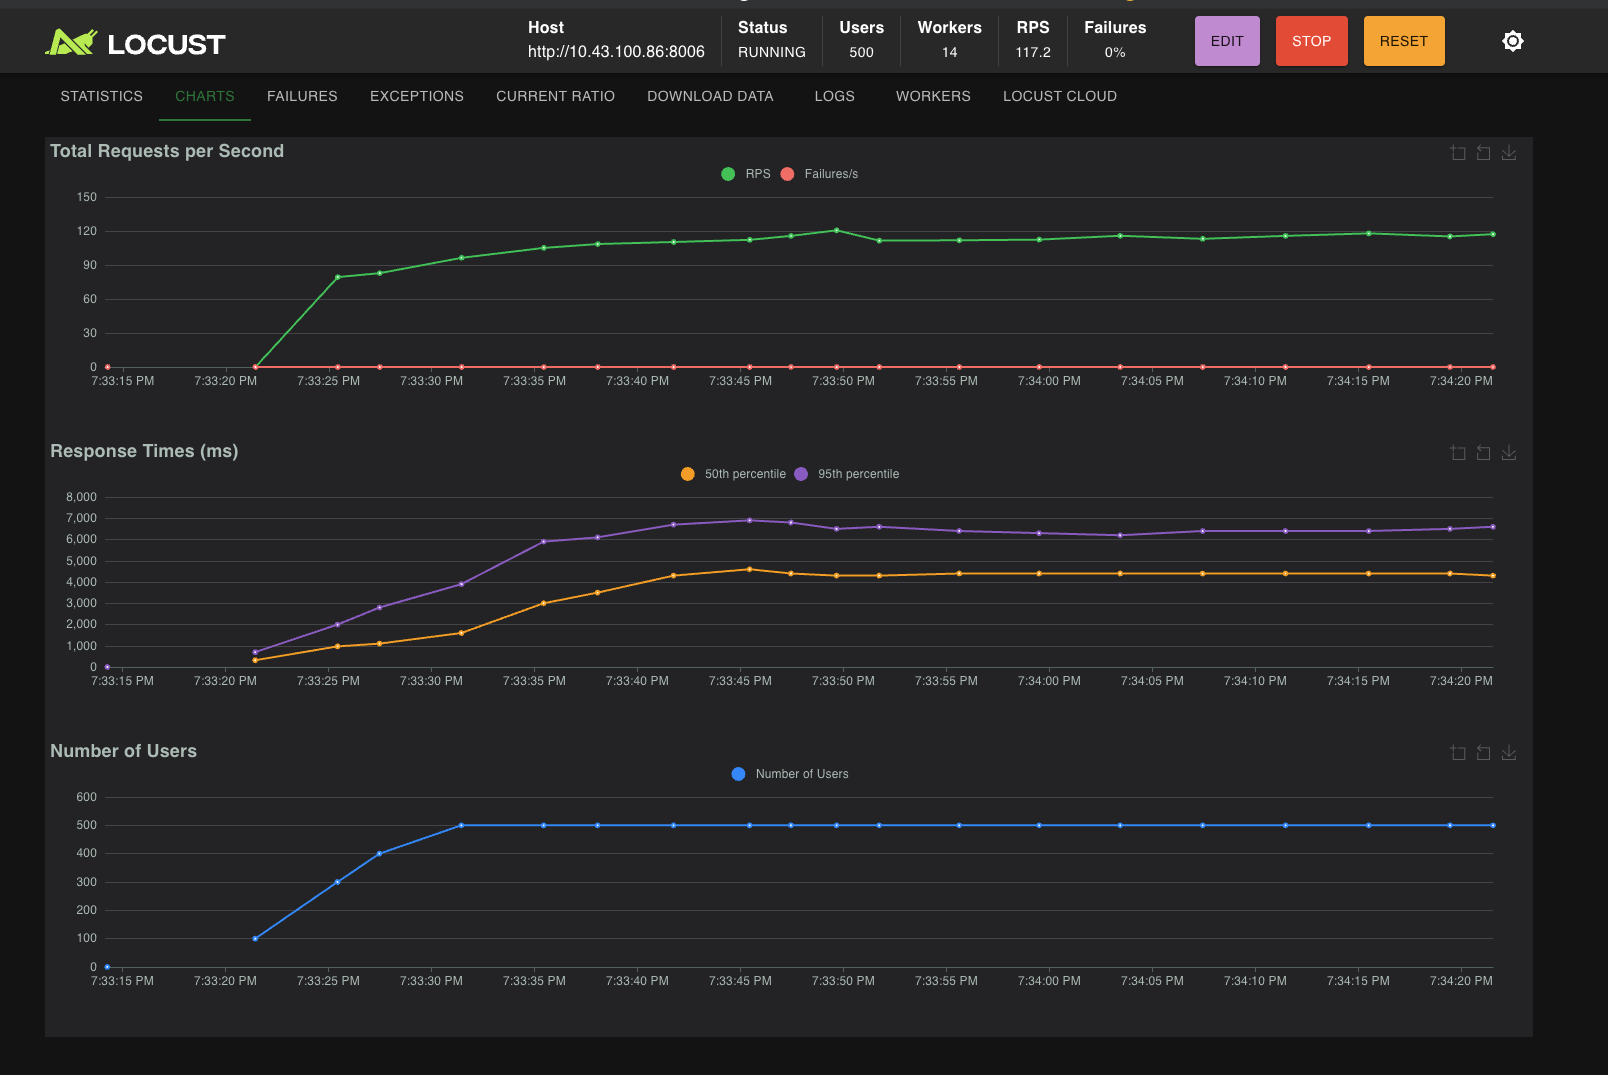 LOCUST
Host
http://10.43.100.86:8006
Status
RUNNING
Users
500
Workers
14
RPS
117.2
Failures
0%
EDIT
STOP
RESET
STATISTICS CHARTS FAILURES EXCEPTIONS CURRENT RATIO DOWNLOAD DATA LOGS WORKERS LOCUST CLOUD
Total Requests per Second
RPS Failures/s
150
120
90
60
30
0
7:33:15 PM 7:33:20 PM 7:33:25 PM 7:33:30 PM 7:33:35 PM 7:33:40 PM 7:33:45 PM 7:33:50 PM 7:33:55 PM 7:34:00 PM 7:34:05 PM 7:34:10 PM 7:34:15 PM 7:34:20 PM
Response Times (ms)
50th percentile 95th percentile
8,000
7,000
6,000
5,000
4,000
3,000
2,000
1,000
0
7:33:15 PM 7:33:20 PM 7:33:25 PM 7:33:30 PM 7:33:35 PM 7:33:40 PM 7:33:45 PM 7:33:50 PM 7:33:55 PM 7:34:00 PM 7:34:05 PM 7:34:10 PM 7:34:15 PM 7:34:20 PM
Number of Users
Number of Users
600
500
400
300
200
100
0
7:33:15 PM 7:33:20 PM 7:33:25 PM 7:33:30 PM 7:33:35 PM 7:33:40 PM 7:33:45 PM 7:33:50 PM 7:33:55 PM 7:34:00 PM 7:34:05 PM 7:34:10 PM 7:34:15 PM 7:34:20 PM